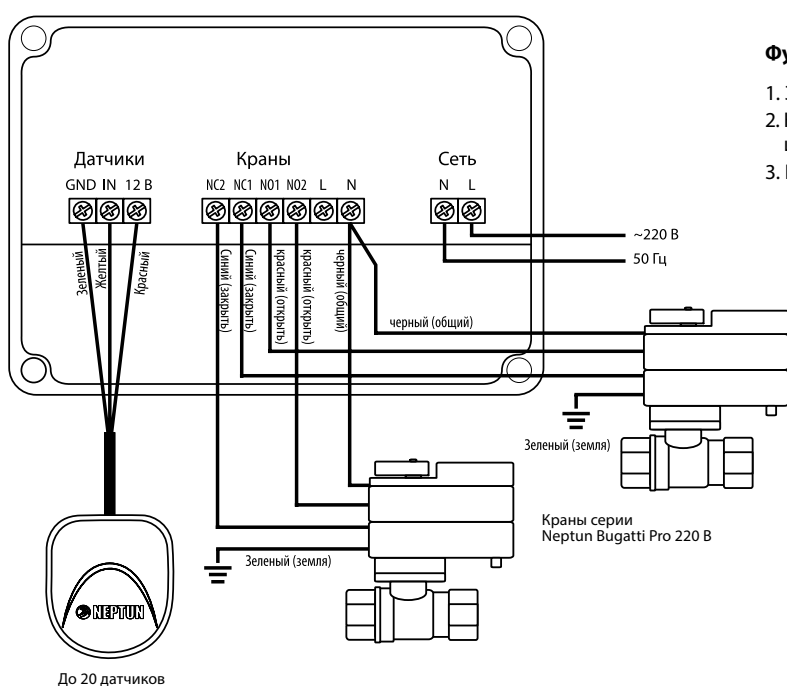 Датчики
Краны
Сеть
GND IN 12 В
NC2 NC1 NO1 NO2 L N
N L
Зеленый
Желтый
Красный
Синий (закрыть)
Синий (закрыть)
красный (открыть)
красный (открыть)
черный (общий)
~220 В
50 Гц
черный (общий)
Зеленый (земля)
Краны серии
Neptun Bugatti Pro 220 В
Зеленый (земля)
NEPTUN
До 20 датчиков
1.
2.
3.